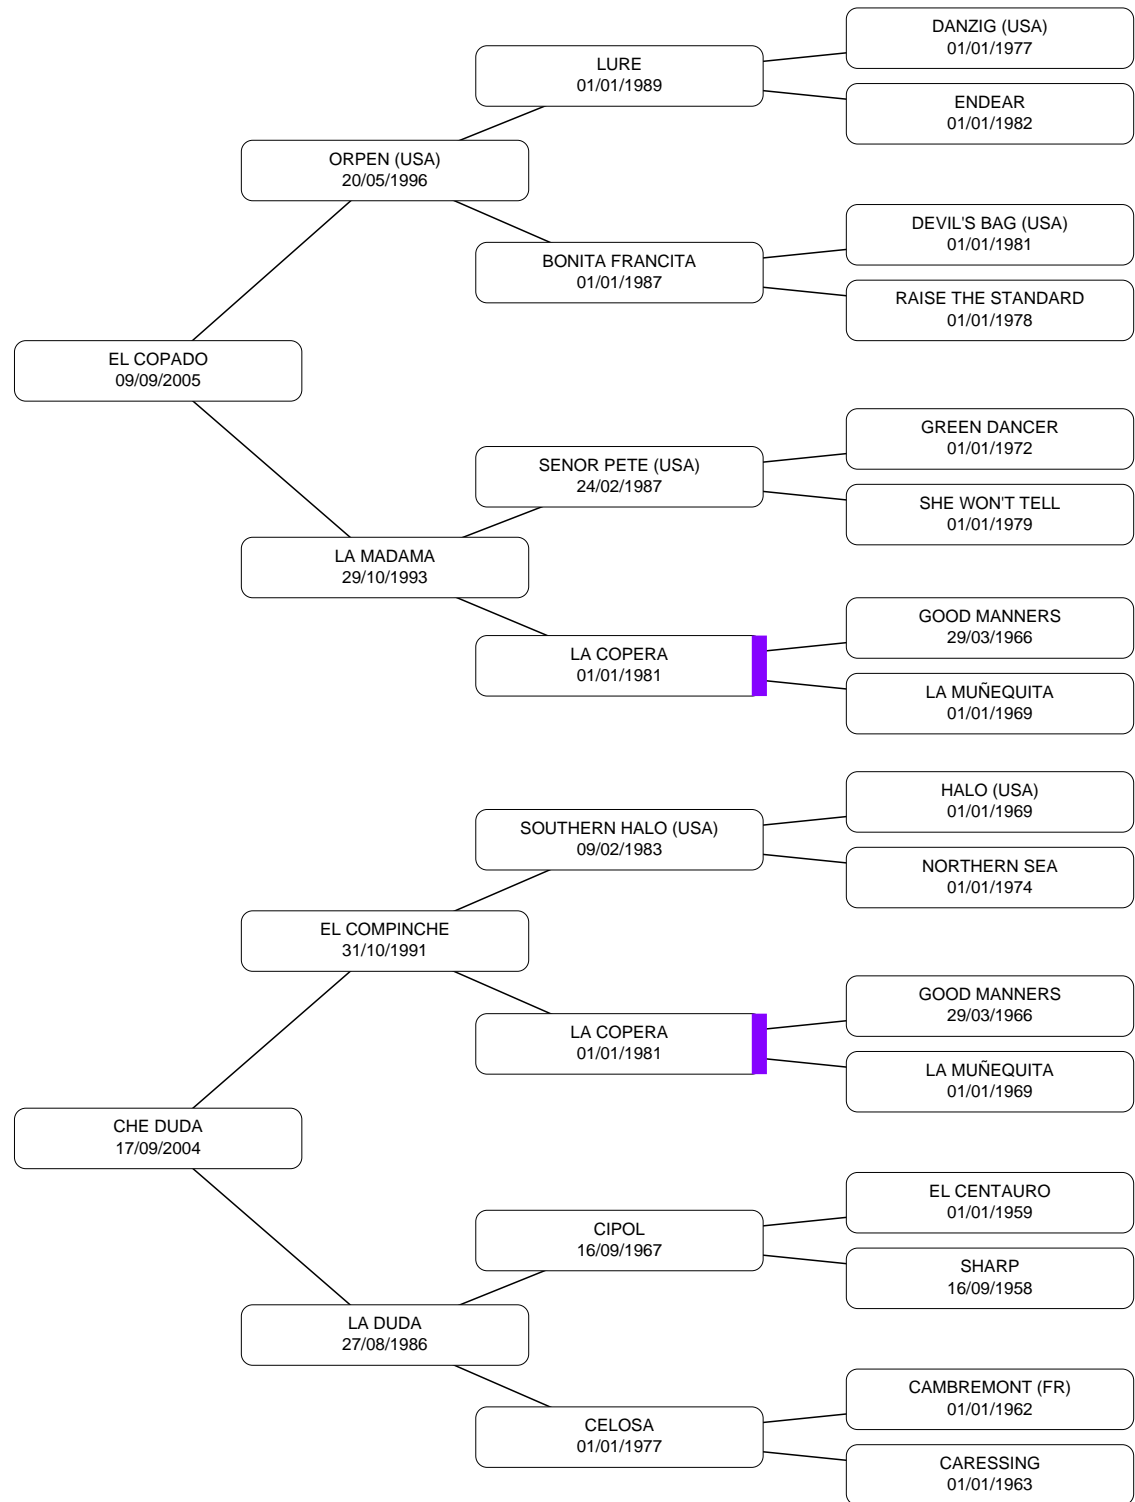 DANZIG (USA)
01/01/1977
LURE
01/01/1989
ENDEAR
01/01/1982
ORPEN (USA)
20/05/1996
DEVIL'S BAG (USA)
01/01/1981
BONITA FRANCITA
01/01/1987
RAISE THE STANDARD
01/01/1978
EL COPADO
09/09/2005
GREEN DANCER
01/01/1972
SENOR PETE (USA)
24/02/1987
SHE WON'T TELL
01/01/1979
LA MADAMA
29/10/1993
GOOD MANNERS
29/03/1966
LA COPERA
01/01/1981
LA MUÑEQUITA
01/01/1969
HALO (USA)
01/01/1969
SOUTHERN HALO (USA)
09/02/1983
NORTHERN SEA
01/01/1974
EL COMPINCHE
31/10/1991
GOOD MANNERS
29/03/1966
LA COPERA
01/01/1981
LA MUÑEQUITA
01/01/1969
CHE DUDA
17/09/2004
EL CENTAURO
01/01/1959
CIPOL
16/09/1967
SHARP
16/09/1958
LA DUDA
27/08/1986
CAMBREMONT (FR)
01/01/1962
CELOSA
01/01/1977
CARESSING
01/01/1963